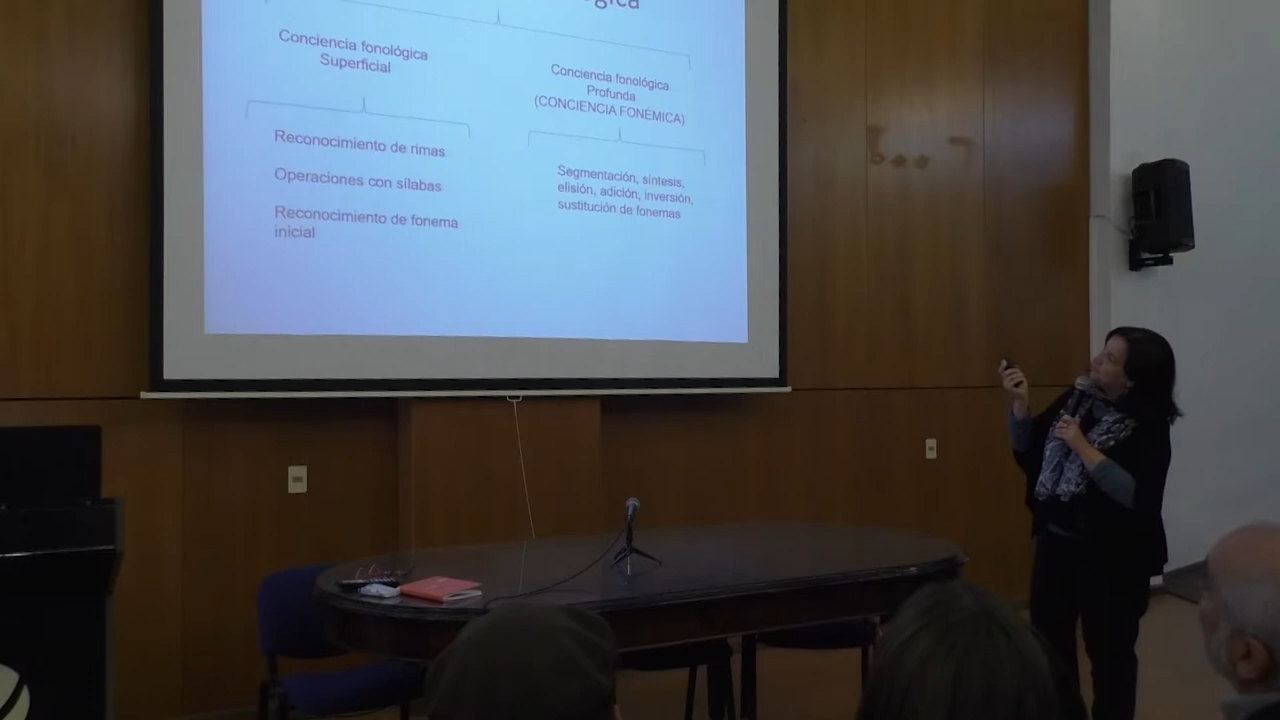 Conciencia fonológica
Superficial
Conciencia fonológica
Profunda
(CONCIENCIA FONÉMICA)
Reconocimiento de rimas
Operaciones con sílabas
Reconocimiento de fonema
inicial
Segmentación, síntesis,
elisión, adición, inversión,
sustitución de fonemas